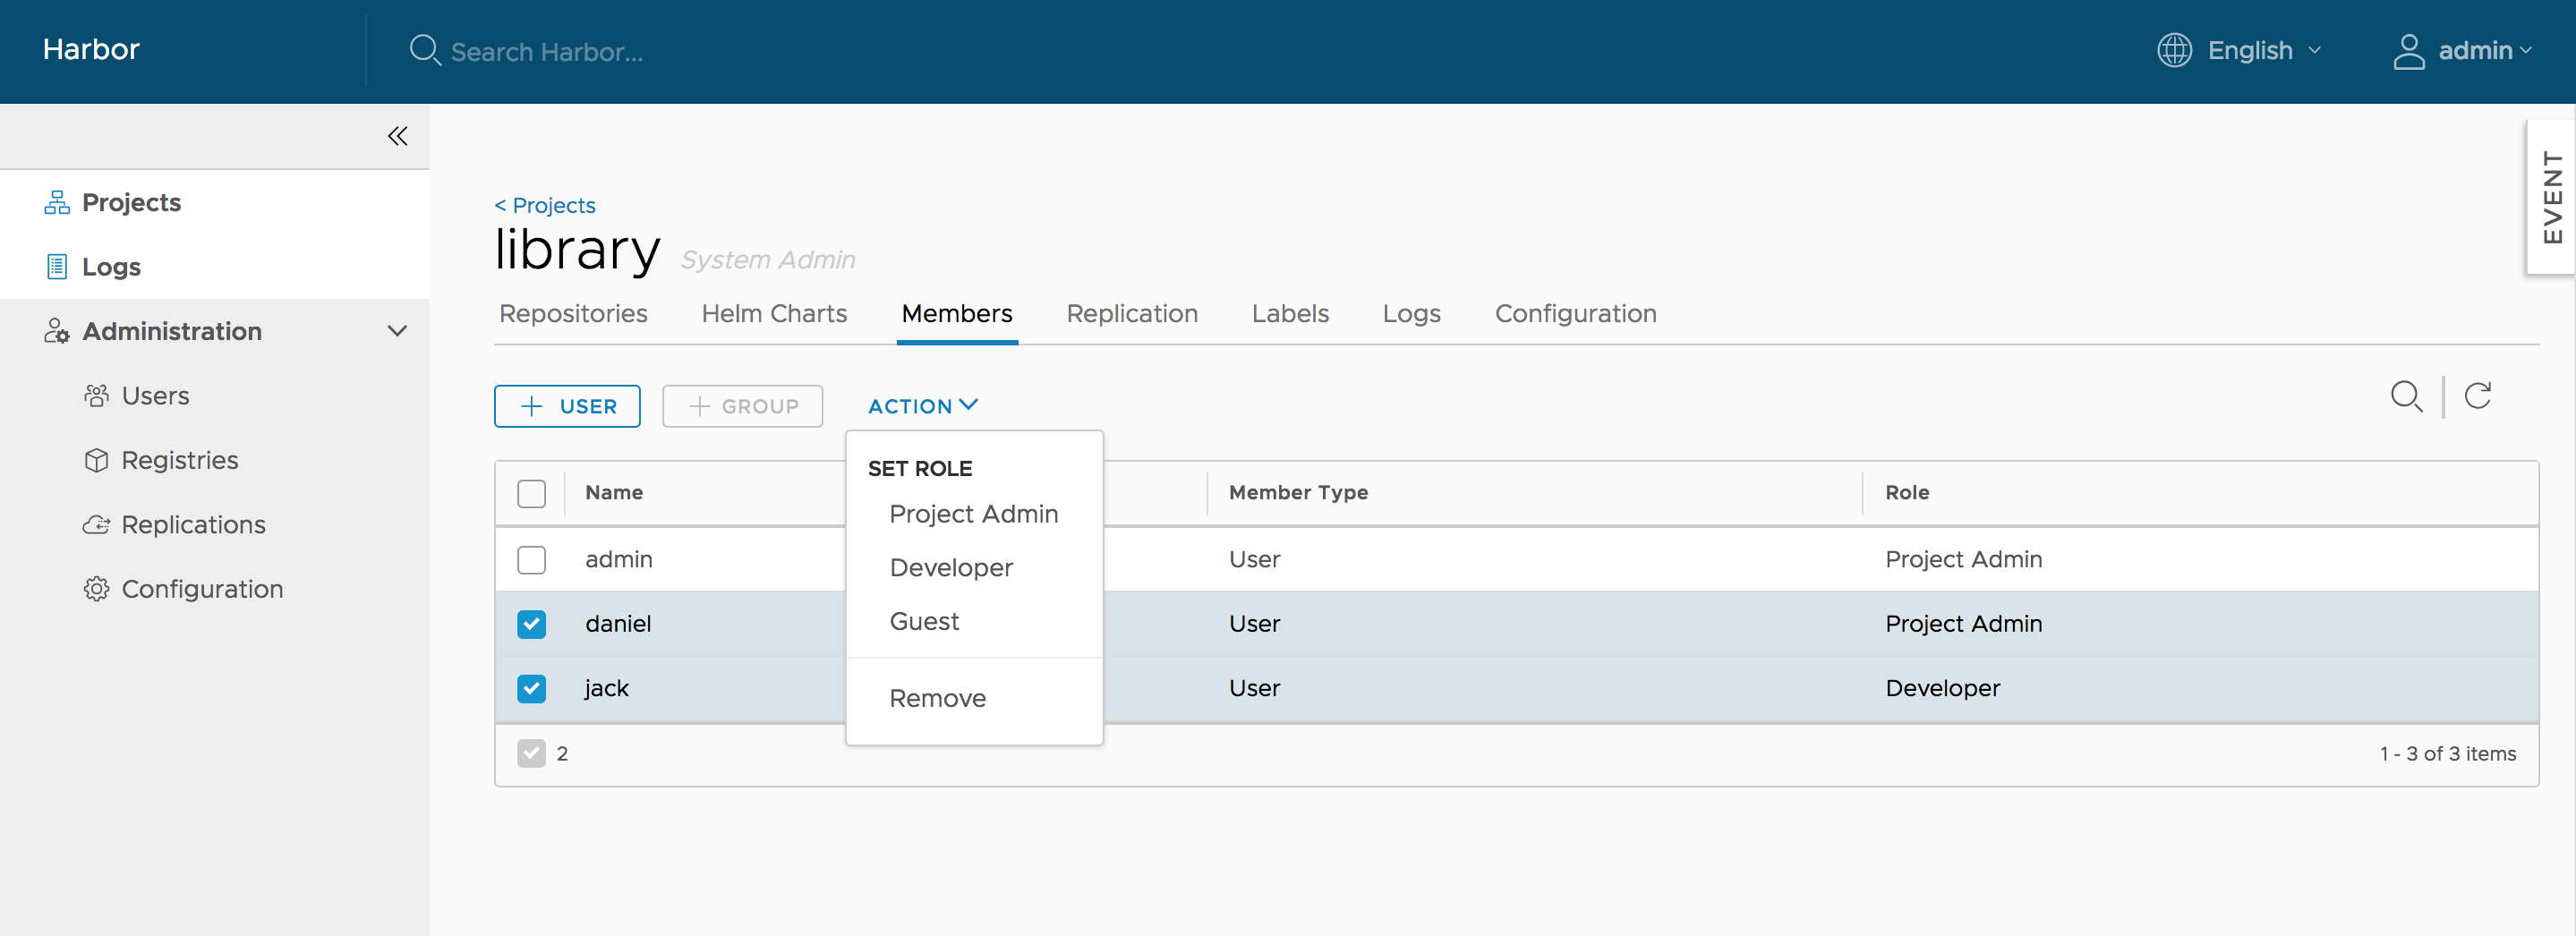 Harbor
Search Harbor...
English
admin
EVENT
Projects
Logs
Administration
Users
Registries
Replications
Configuration
< Projects
library System Admin
Repositories Helm Charts Members Replication Labels Logs Configuration
+ USER + GROUP ACTION
SET ROLE
Project Admin
Developer
Guest
Remove
Name Member Type Role
admin User Project Admin
daniel User Project Admin
jack User Developer
2 1 - 3 of 3 items